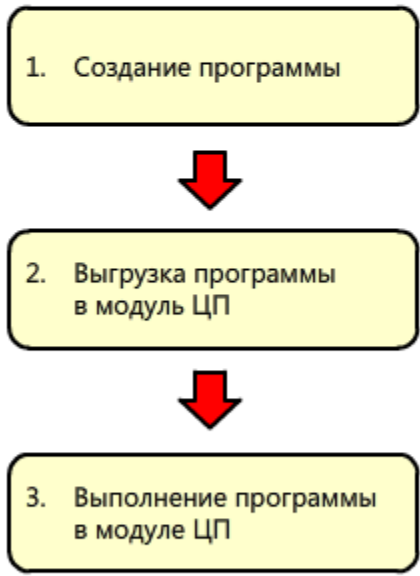 1. Создание программы
2. Выгрузка программы
в модуль ЦП
3. Выполнение программы
в модуле ЦП